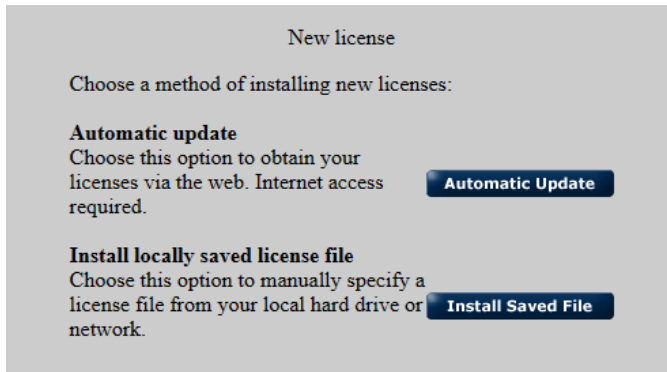 New license
Choose a method of installing new licenses:
Automatic update
Choose this option to obtain your
licenses via the web. Internet access
required.
Automatic Update
Install locally saved license file
Choose this option to manually specify a
license file from your local hard drive or
network.
Install Saved File